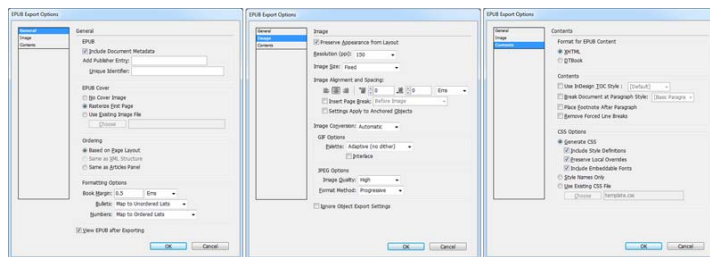 EPUB Export Options
General
Image
Contents
General
EPUB
Include Document Metadata
Add Publisher Entry:
Unique Identifier:
EPUB Cover
No Cover Image
Rasterize First Page
Use Existing Image File
Choose
Ordering
Based on Page Layout
Same as XML Structure
Same as Articles Panel
Formatting Options
Book Margin: 0.5 Ems
Bullets: Map to Unordered Lists
Numbers: Map to Ordered Lists
View EPUB after Exporting
OK Cancel
EPUB Export Options
General
Image
Contents
Image
Preserve Appearance from Layout
Resolution (ppi): 150
Image Size: Fixed
Image Alignment and Spacing:
0 0 Ems
Insert Page Break: Before Image
Settings Apply to Anchored Objects
Image Conversion: Automatic
GIF Options
Palette: Adaptive (no dither)
Interlace
JPEG Options
Image Quality: High
Format Method: Progressive
Ignore Object Export Settings
OK Cancel
EPUB Export Options
General
Image
Contents
Contents
Format for EPUB Content
XHTML
DTBook
Contents
Use InDesign TOC Style: [Default]
Break Document at Paragraph Style: [Basic Paragra
Place Footnote After Paragraph
Remove Forced Line Breaks
CSS Options
Generate CSS
Include Style Definitions
Preserve Local Overrides
Include Embeddable Fonts
Style Names Only
Use Existing CSS File
Choose template.css
OK Cancel